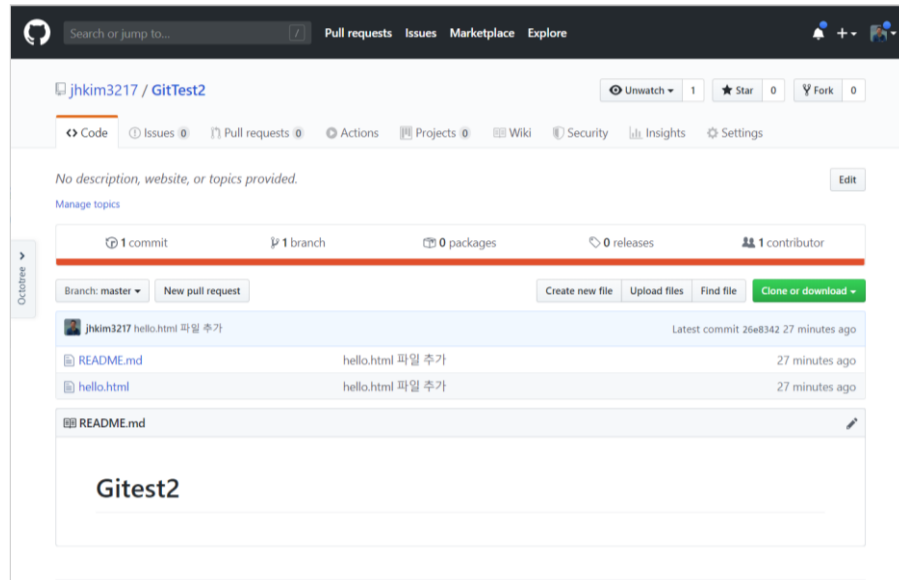 Search or jump to... / Pull requests Issues Marketplace Explore
jhkim3217 / GitTest2 Unwatch 1 Star 0 Fork 0
Code Issues 0 Pull requests 0 Actions Projects 0 Wiki Security Insights Settings
No description, website, or topics provided. Edit
Manage topics
1 commit 1 branch 0 packages 0 releases 1 contributor
Octotree
Branch: master New pull request Create new file Upload files Find file Clone or download
jhkim3217 hello.html 파일 추가 Latest commit 26e8342 27 minutes ago
README.md hello.html 파일 추가 27 minutes ago
hello.html hello.html 파일 추가 27 minutes ago
README.md
Gitest2